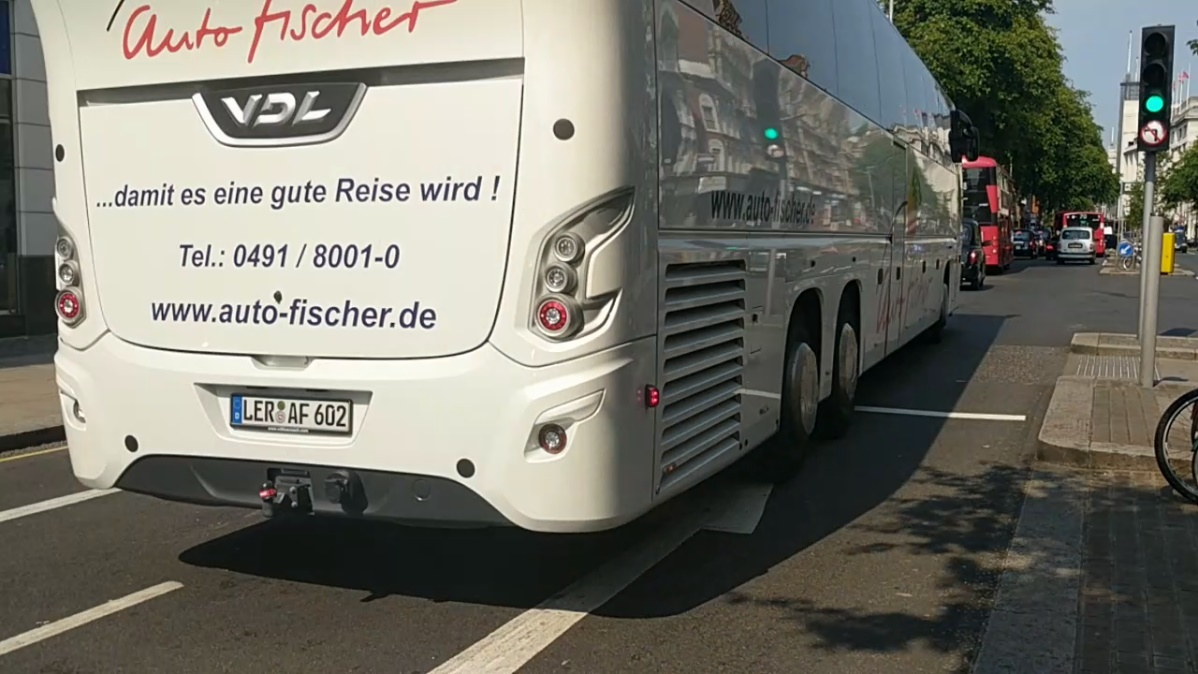 Auto Fischer
VDL
...damit es eine gute Reise wird !
Tel.: 0491 / 8001-0
www.auto-fischer.de
LER AF 602
www.auto-fischer.de